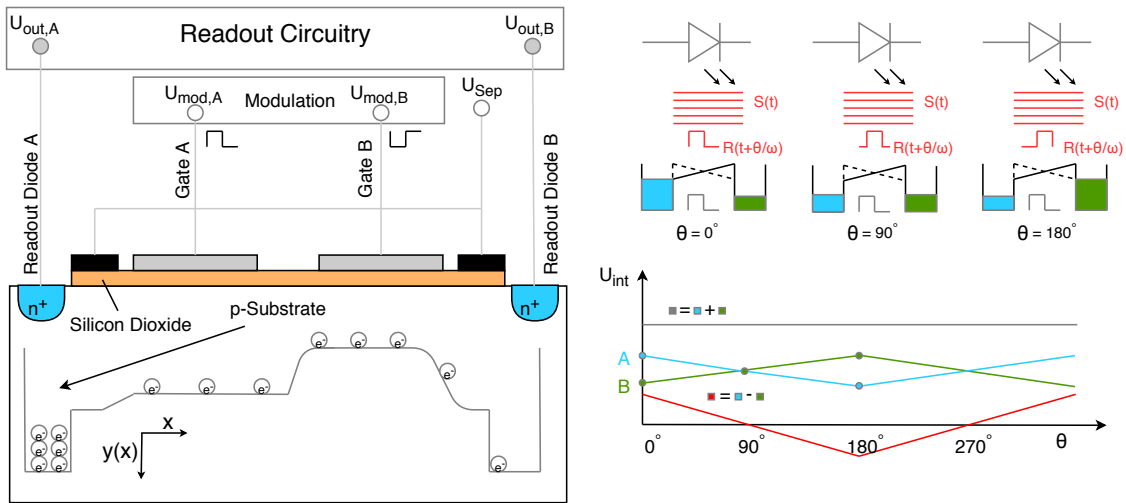 U_out,A
Readout Circuitry
U_out,B
U_mod,A
Modulation
U_mod,B
U_Sep
Readout Diode A
Gate A
Gate B
Readout Diode B
n⁺
n⁺
Silicon Dioxide
p-Substrate
e⁻ e⁻ e⁻
e⁻
e⁻ e⁻ e⁻
e⁻ e⁻
e⁻ e⁻
e⁻ e⁻
e⁻
x
y(x)
S(t)
R(t+θ/ω)
θ = 0°
S(t)
R(t+θ/ω)
θ = 90°
S(t)
R(t+θ/ω)
θ = 180°
U_int
= +
A
B
= -
0° 90° 180° 270° θ